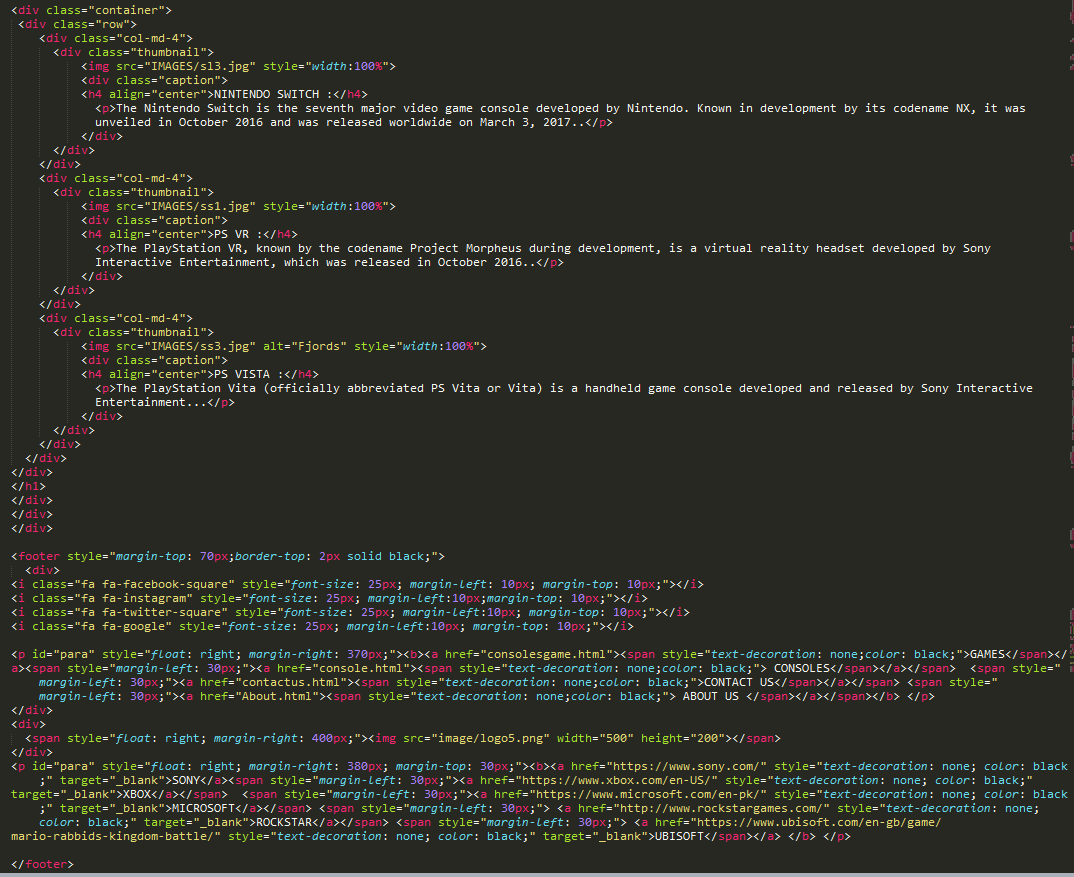 <div class="container">
<div class="row">
<div class="col-md-4">
<div class="thumbnail">
<img src="IMAGES/sl3.jpg" style="width:100%">
<div class="caption">
<h4 align="center">NINTENDO SWITCH :</h4>
<p>The Nintendo Switch is the seventh major video game console developed by Nintendo. Known in development by its codename NX, it was
unveiled in October 2016 and was released worldwide on March 3, 2017..</p>
</div>
</div>
</div>
<div class="col-md-4">
<div class="thumbnail">
<img src="IMAGES/ss1.jpg" style="width:100%">
<div class="caption">
<h4 align="center">PS VR :</h4>
<p>The PlayStation VR, known by the codename Project Morpheus during development, is a virtual reality headset developed by Sony
Interactive Entertainment, which was released in October 2016..</p>
</div>
</div>
</div>
<div class="col-md-4">
<div class="thumbnail">
<img src="IMAGES/ss3.jpg" alt="Fjords" style="width:100%">
<div class="caption">
<h4 align="center">PS VISTA :</h4>
<p>The PlayStation Vita (officially abbreviated PS Vita or Vita) is a handheld game console developed and released by Sony Interactive
Entertainment...</p>
</div>
</div>
</div>
</div>
</div>
</h1>
</div>
</div>
</div>
<footer style="margin-top: 70px;border-top: 2px solid black;">
<div>
<i class="fa fa-facebook-square" style="font-size: 25px; margin-left: 10px; margin-top: 10px;"></i>
<i class="fa fa-instagram" style="font-size: 25px; margin-left:10px;margin-top: 10px;"></i>
<i class="fa fa-twitter-square" style="font-size: 25px; margin-left:10px; margin-top: 10px;"></i>
<i class="fa fa-google" style="font-size: 25px; margin-left:10px; margin-top: 10px;"></i>
<p id="para" style="float: right; margin-right: 370px;"><b><a href="consolesgame.html"><span style="text-decoration: none;color: black;">GAMES</span></
a><span style="margin-left: 30px;"><a href="console.html"><span style="text-decoration: none;color: black;"> CONSOLES</span></a></span>  <span style="
margin-left: 30px;"><a href="contactus.html"><span style="text-decoration: none;color: black;">CONTACT US</span></a></span> <span style="
margin-left: 30px;"><a href="About.html"><span style="text-decoration: none;color: black;"> ABOUT US </span></a></span></b> </p>
</div>
<div>
<span style="float: right; margin-right: 400px;"><img src="image/logo5.png" width="500" height="200"></span>
</div>
<p id="para" style="float: right; margin-right: 380px; margin-top: 30px;"><b><a href="https://www.sony.com/" style="text-decoration: none; color: black
;" target="_blank">SONY</a><span style="margin-left: 30px;"><a href="https://www.xbox.com/en-US/" style="text-decoration: none; color: black;"
target="_blank">XBOX</a></span>  <span style="margin-left: 30px;"><a href="https://www.microsoft.com/en-pk/" style="text-decoration: none; color: black
;" target="_blank">MICROSOFT</a></span> <span style="margin-left: 30px;"> <a href="http://www.rockstargames.com/" style="text-decoration: none;
color: black;" target="_blank">ROCKSTAR</a></span> <span style="margin-left: 30px;"> <a href="https://www.ubisoft.com/en-gb/game/
mario-rabbids-kingdom-battle/" style="text-decoration: none; color: black;" target="_blank">UBISOFT</span></a> </b> </p>
</footer>